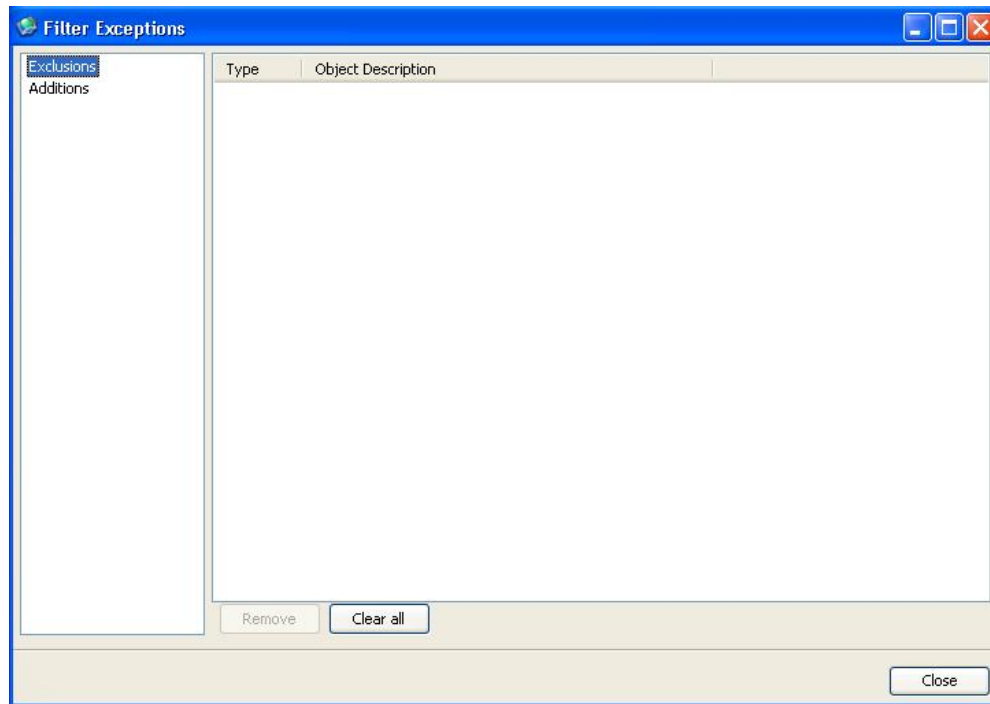 Filter Exceptions
Exclusions
Additions
Type Object Description
Remove Clear all
Close